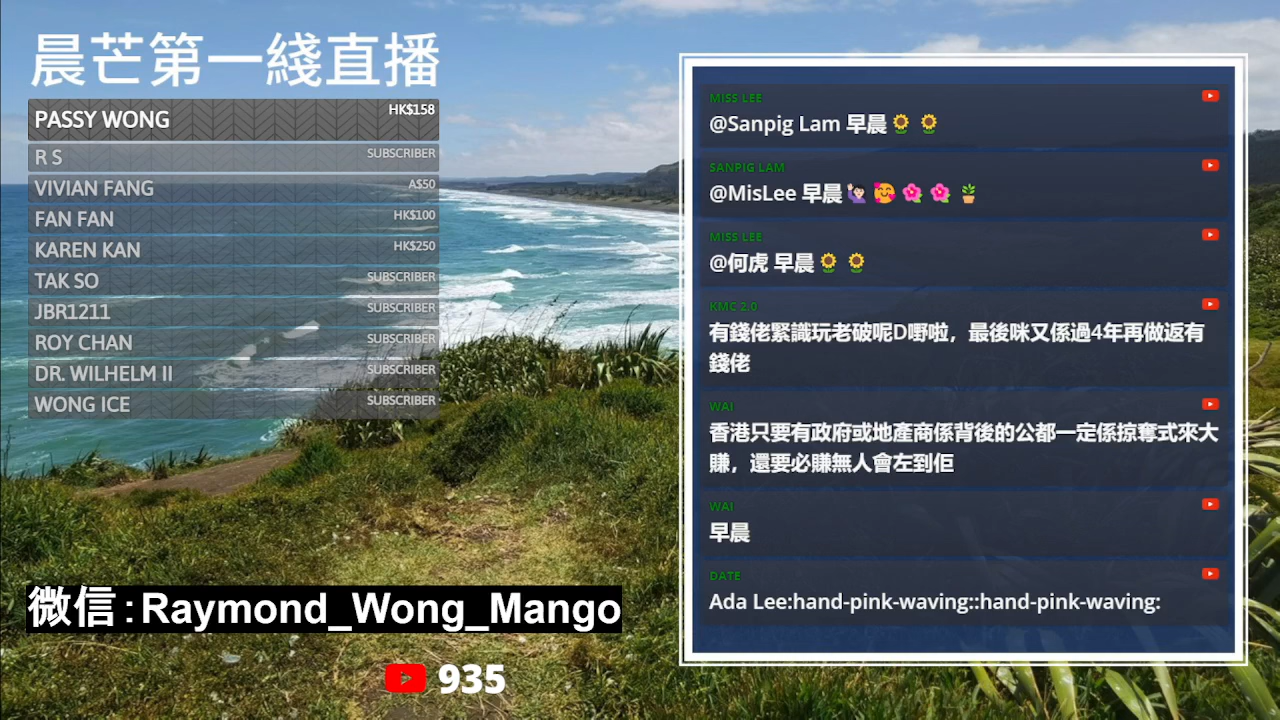 晨芒第一綫直播
PASSY WONG HK$158
R S SUBSCRIBER
VIVIAN FANG A$50
FAN FAN HK$100
KAREN KAN HK$250
TAK SO SUBSCRIBER
JBR1211 SUBSCRIBER
ROY CHAN SUBSCRIBER
DR. WILHELM II SUBSCRIBER
WONG ICE SUBSCRIBER
微信:Raymond_Wong_Mango
935
MISS LEE
@Sanpig Lam 早晨🌻🌻
SANPIG LAM
@MisLee 早晨🙋🏻‍♀️🥰🌺🌺🪴
MISS LEE
@何虎 早晨🌻🌻
KMC 2.0
有錢佬緊識玩老破呢D嘢啦，最後咪又係過4年再做返有
錢佬
WAI
香港只要有政府或地產商係背後的公都一定係掠奪式來大
賺，還要必賺無人會左到佢
WAI
早晨
DATE
Ada Lee:hand-pink-waving::hand-pink-waving: